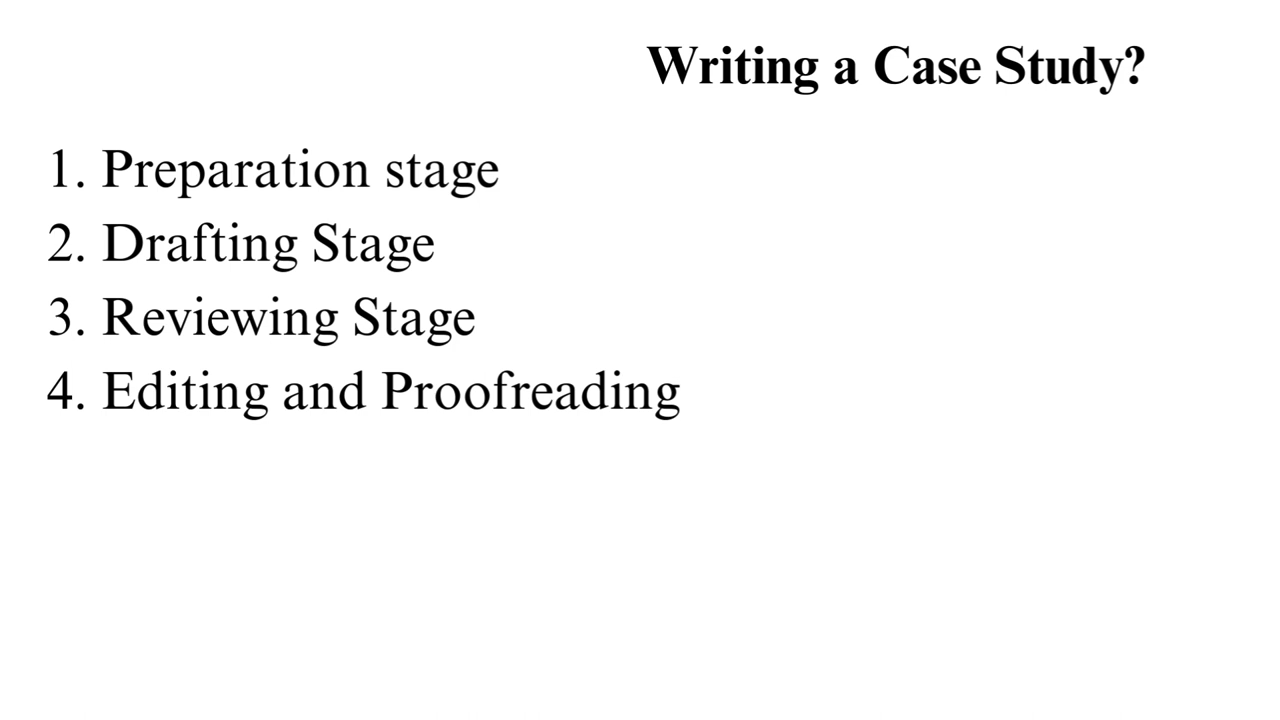 Writing a Case Study?
1. Preparation stage
2. Drafting Stage
3. Reviewing Stage
4. Editing and Proofreading